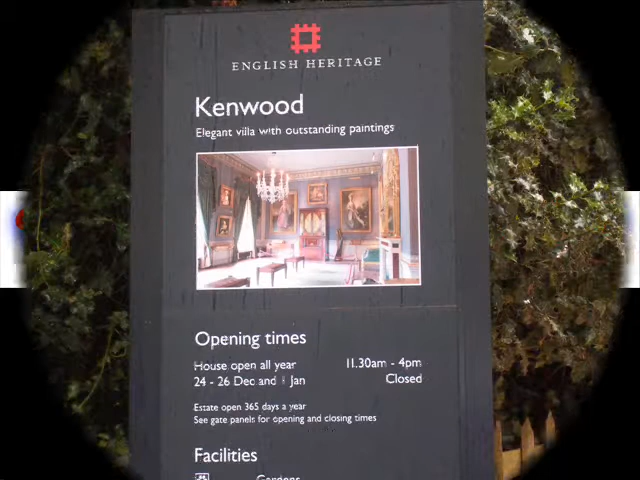 ENGLISH HERITAGE
Kenwood
Elegant villa with outstanding paintings
Opening times
House open all year 11.30am - 4pm
24 - 26 Dec and Jan Closed
Estate open 365 days a year
See gate panels for opening and closing times
Facilities
Gardens